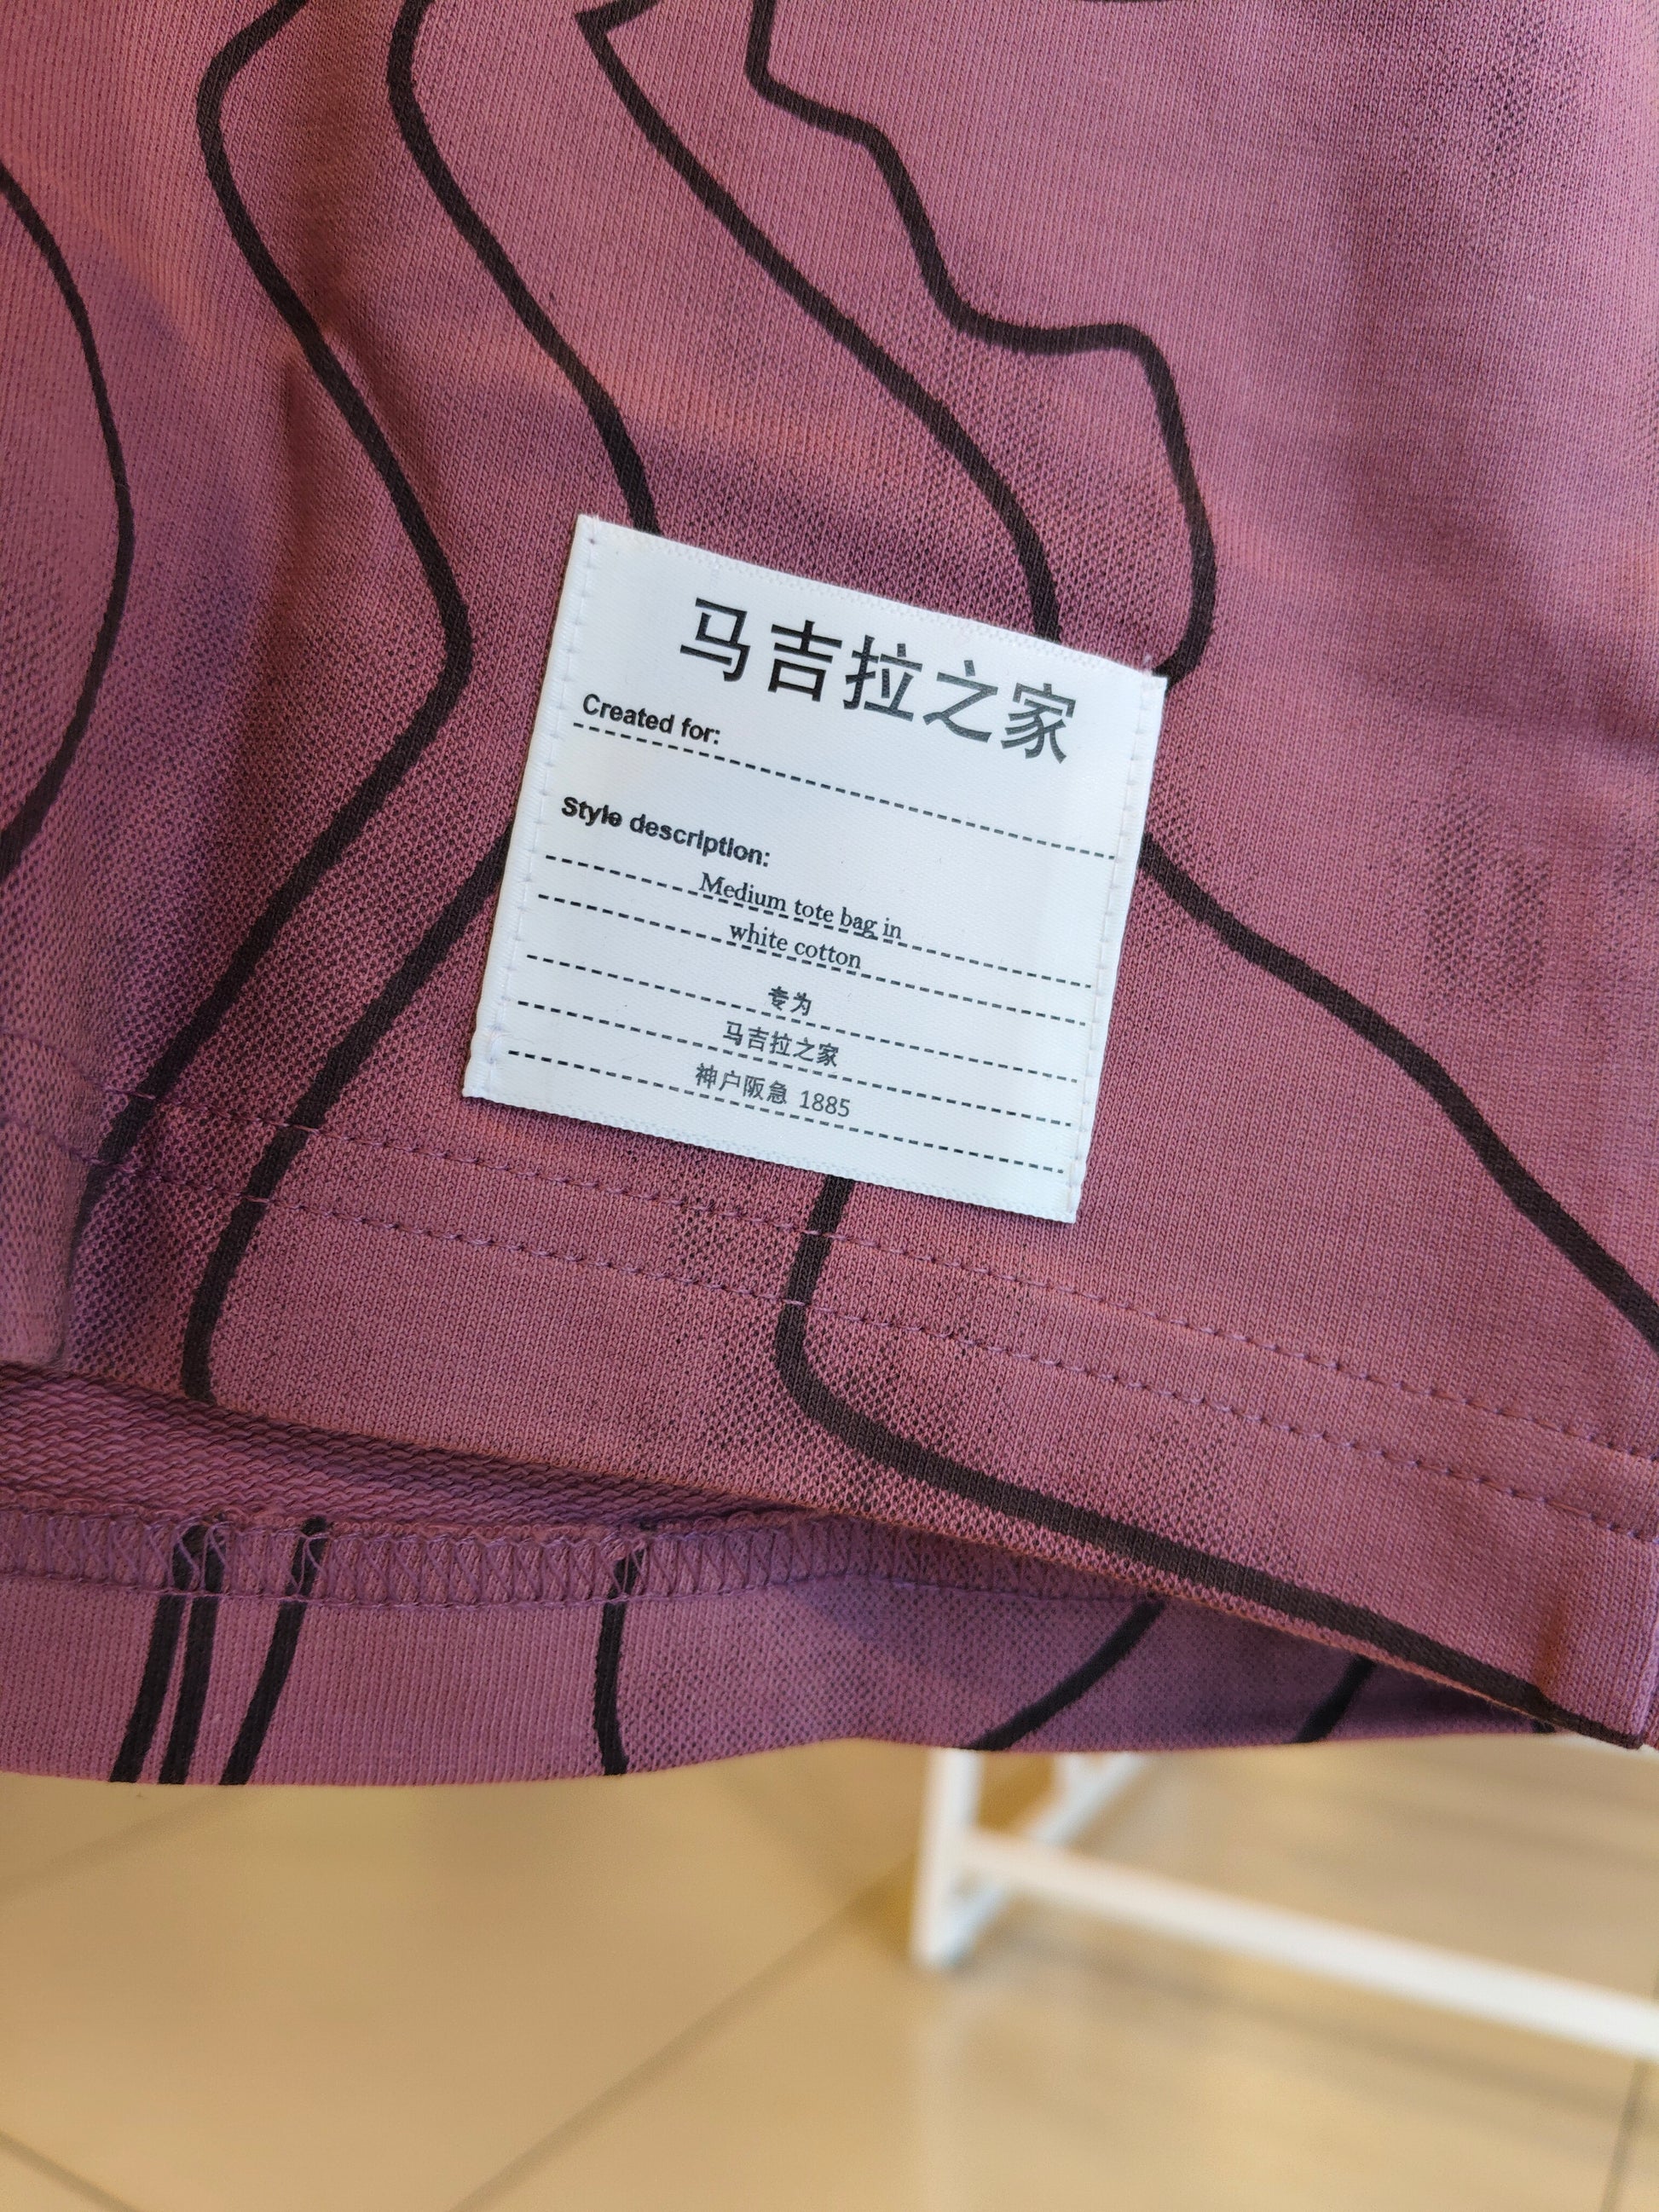 马吉拉之家
Created for:
Style description:
Medium tote bag in
white cotton
专为
马吉拉之家
神户阪急 1885